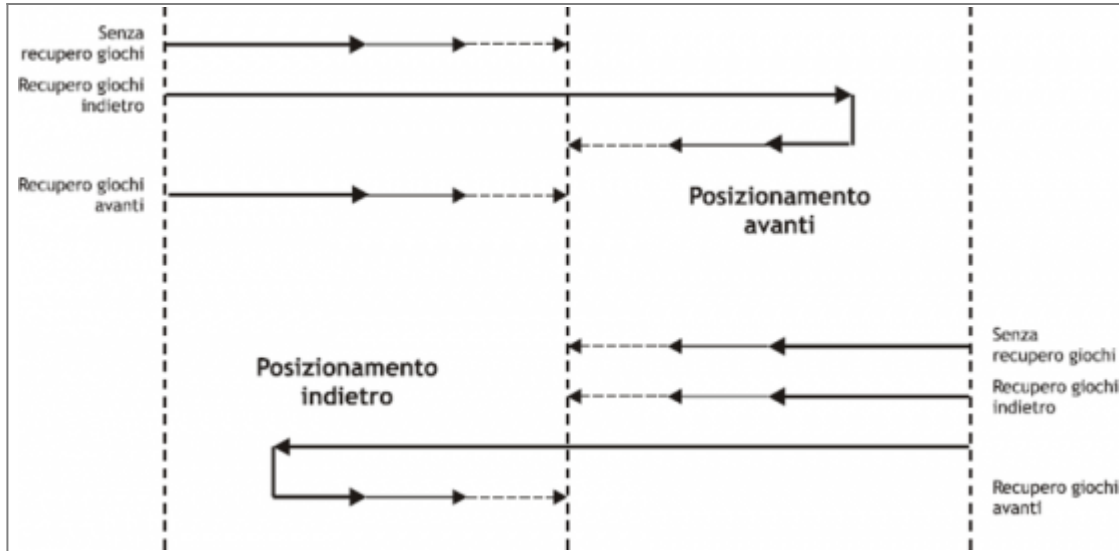 Senza
recupero giochi
Recupero giochi
indietro
Recupero giochi
avanti
Posizionamento
avanti
Posizionamento
indietro
Senza
recupero giochi
Recupero giochi
indietro
Recupero giochi
avanti